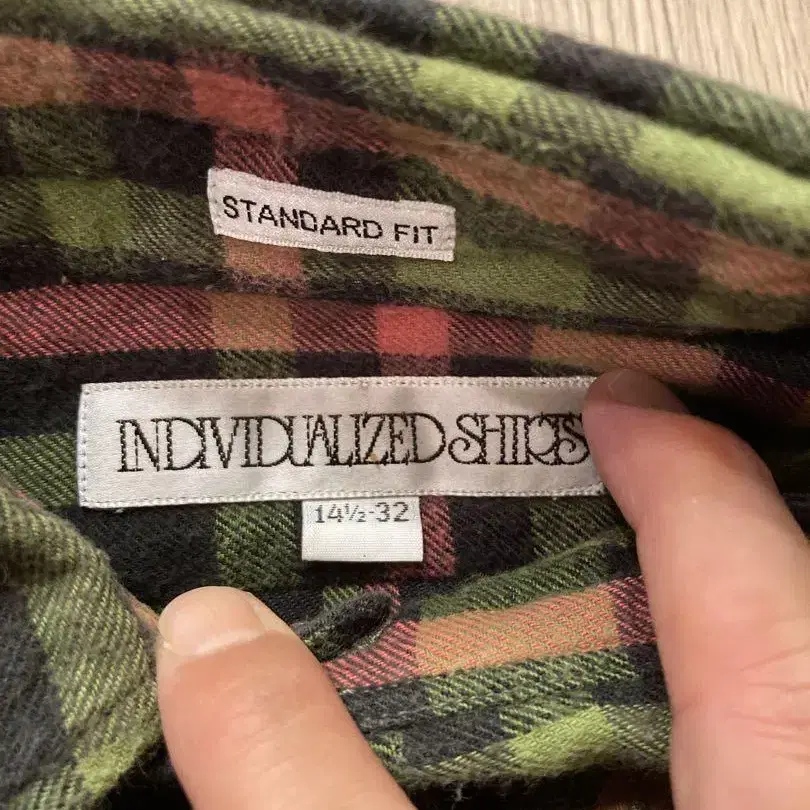 STANDARD FIT
INDIVIDUALIZED SHIRTS
14½-32